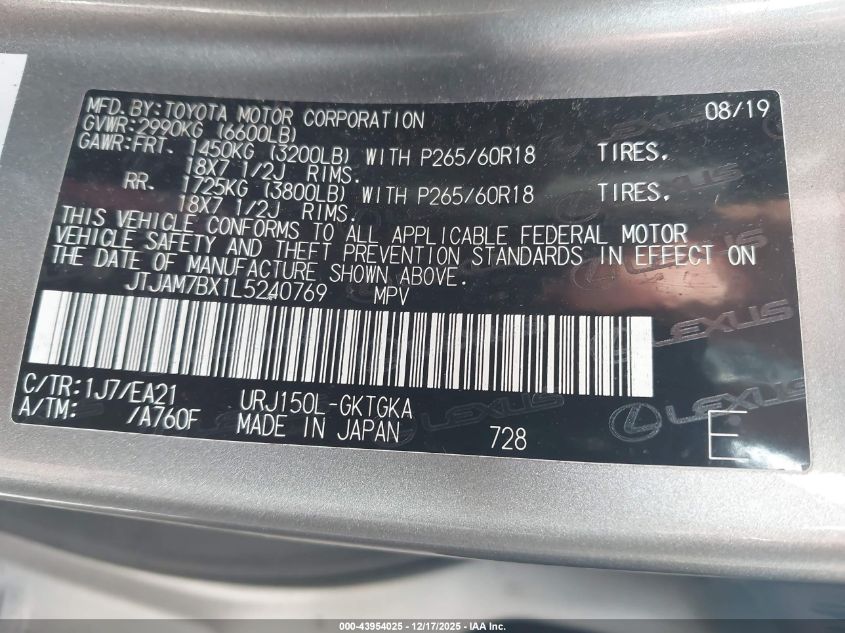 MFD. BY: TOYOTA MOTOR CORPORATION 08/19
GVWR: 2990KG (6600LB)
GAWR: FRT. 1450KG (3200LB) WITH P265/60R18 TIRES.
18X7 1/2J RIMS.
RR. 1725KG (3800LB) WITH P265/60R18 TIRES.
18X7 1/2J RIMS.
THIS VEHICLE CONFORMS TO ALL APPLICABLE FEDERAL MOTOR
VEHICLE SAFETY AND THEFT PREVENTION STANDARDS IN EFFECT ON
THE DATE OF MANUFACTURE SHOWN ABOVE.
JTJAM7BX1L5240769 MPV
C/TR: 1J7/EA21 URJ150L-GKTGKA
A/TM: /A760F MADE IN JAPAN 728 E
LEXUS
LEXUS
LEXUS
000-43954025 - 12/17/2025 - IAA Inc.